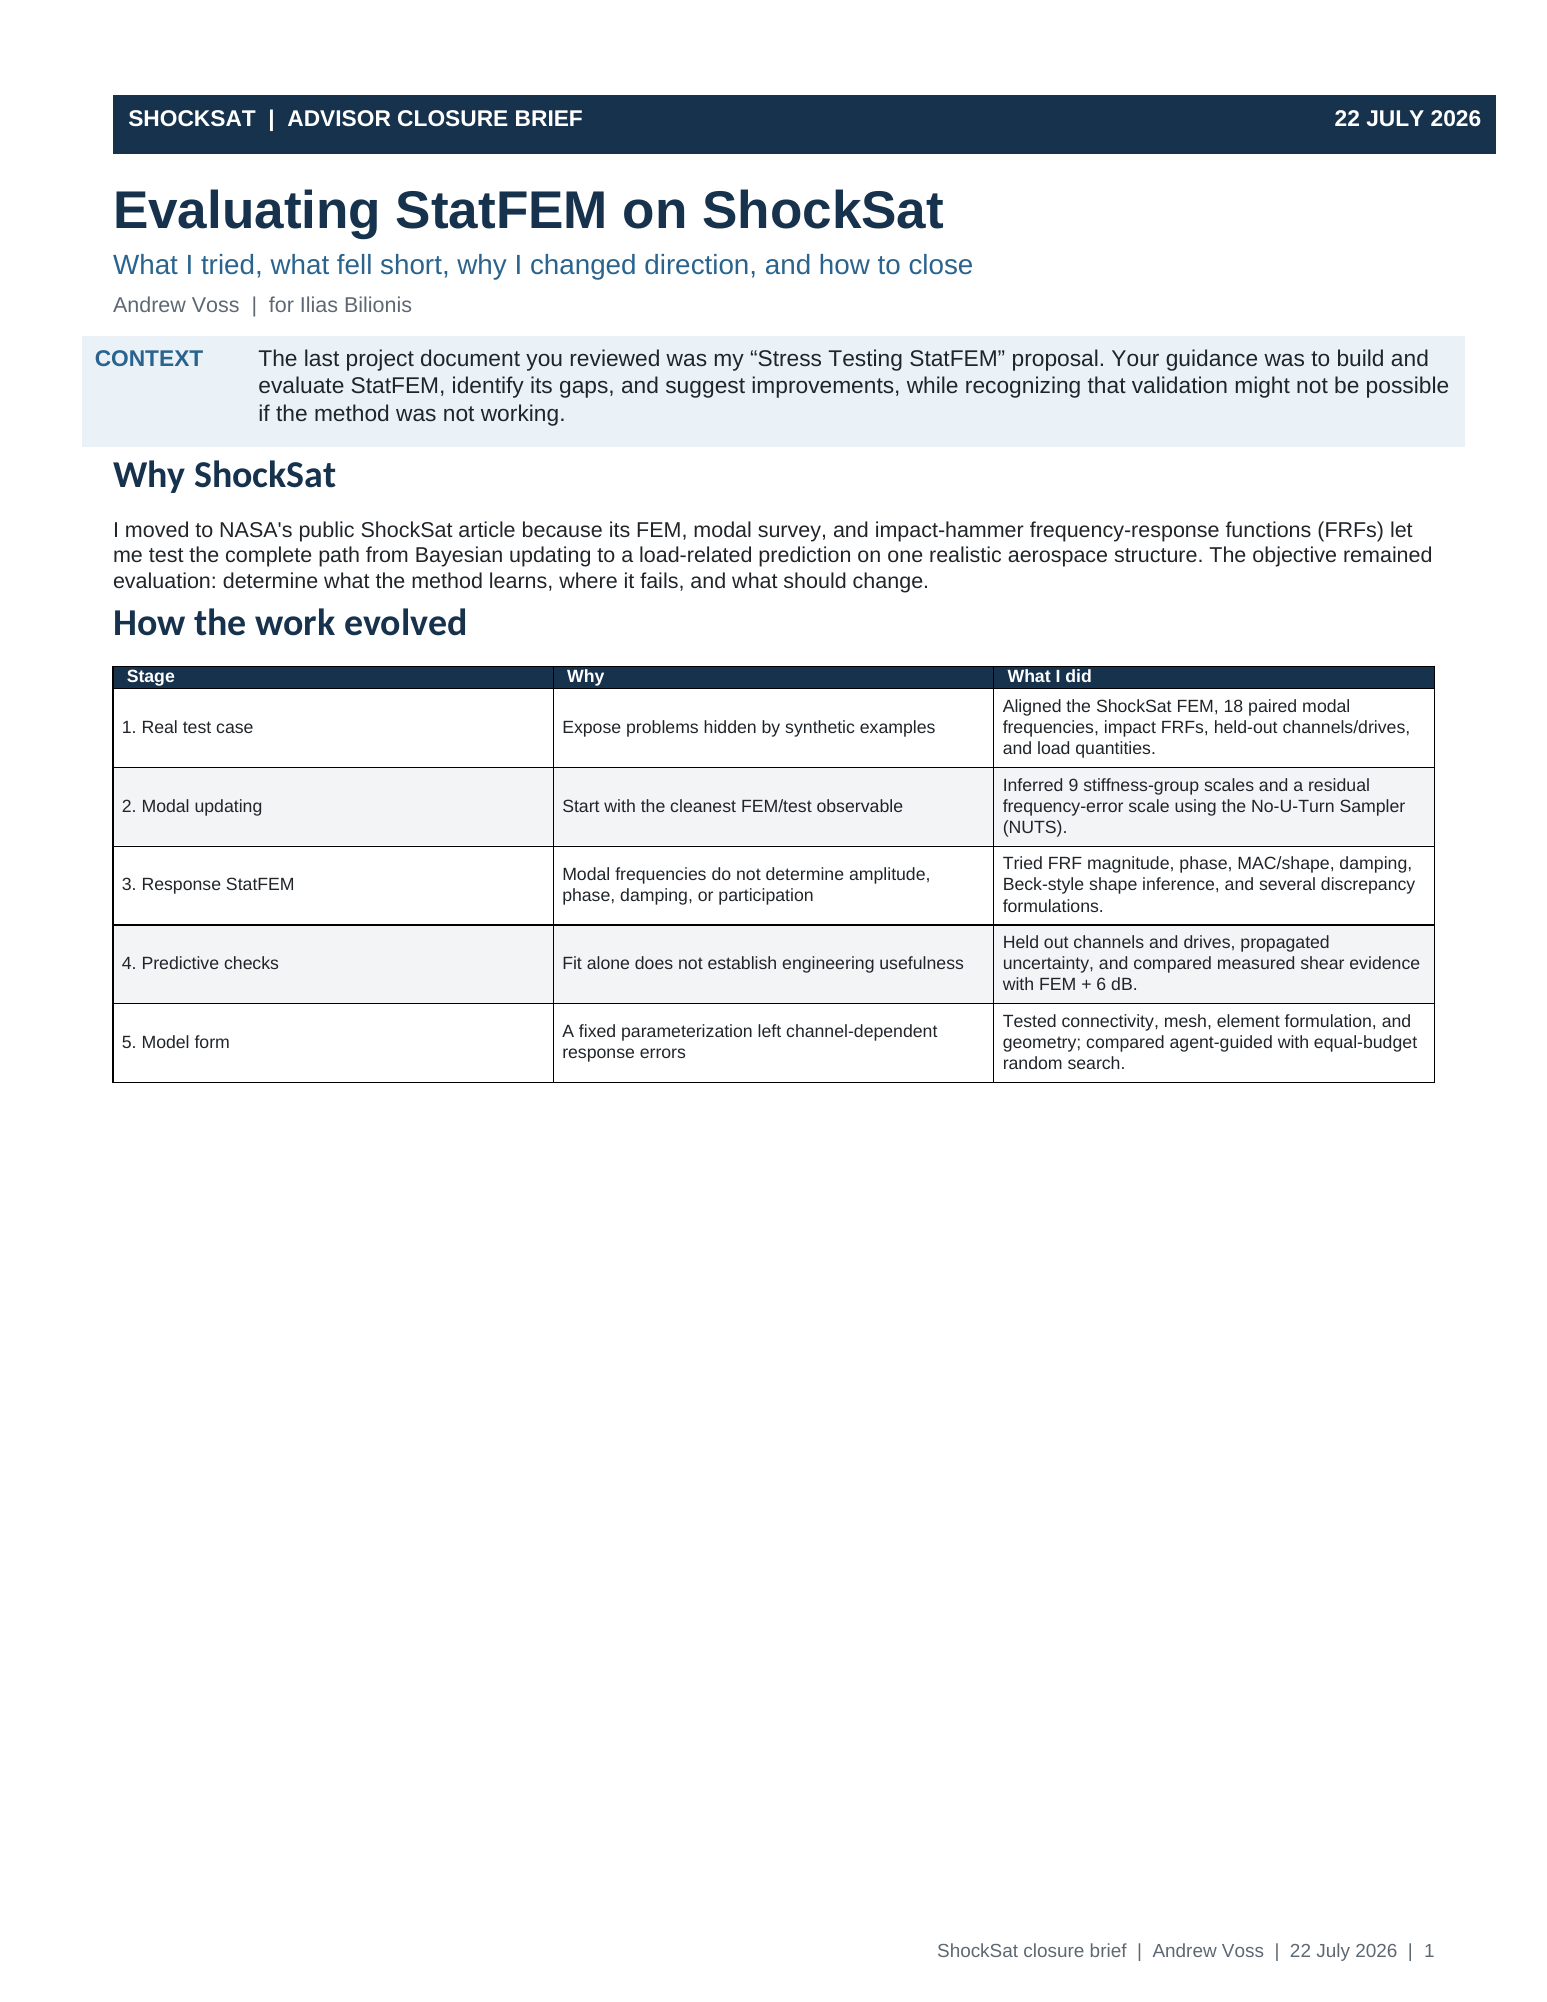 SHOCKSAT | ADVISOR CLOSURE BRIEF 22 JULY 2026
Evaluating StatFEM on ShockSat
What I tried, what fell short, why I changed direction, and how to close
Andrew Voss | for Ilias Bilionis
CONTEXT The last project document you reviewed was my “Stress Testing StatFEM” proposal. Your guidance was to build and
evaluate StatFEM, identify its gaps, and suggest improvements, while recognizing that validation might not be possible
if the method was not working.
Why ShockSat
I moved to NASA's public ShockSat article because its FEM, modal survey, and impact-hammer frequency-response functions (FRFs) let
me test the complete path from Bayesian updating to a load-related prediction on one realistic aerospace structure. The objective remained
evaluation: determine what the method learns, where it fails, and what should change.
How the work evolved
Stage Why What I did
1. Real test case
Expose problems hidden by synthetic examples
Aligned the ShockSat FEM, 18 paired modal
frequencies, impact FRFs, held-out channels/drives,
and load quantities.
2. Modal updating
Start with the cleanest FEM/test observable
Inferred 9 stiffness-group scales and a residual
frequency-error scale using the No-U-Turn Sampler
(NUTS).
3. Response StatFEM
Modal frequencies do not determine amplitude,
phase, damping, or participation
Tried FRF magnitude, phase, MAC/shape, damping,
Beck-style shape inference, and several discrepancy
formulations.
4. Predictive checks
Fit alone does not establish engineering usefulness
Held out channels and drives, propagated
uncertainty, and compared measured shear evidence
with FEM + 6 dB.
5. Model form
A fixed parameterization left channel-dependent
response errors
Tested connectivity, mesh, element formulation, and
geometry; compared agent-guided with equal-budget
random search.
ShockSat closure brief | Andrew Voss | 22 July 2026 | 1